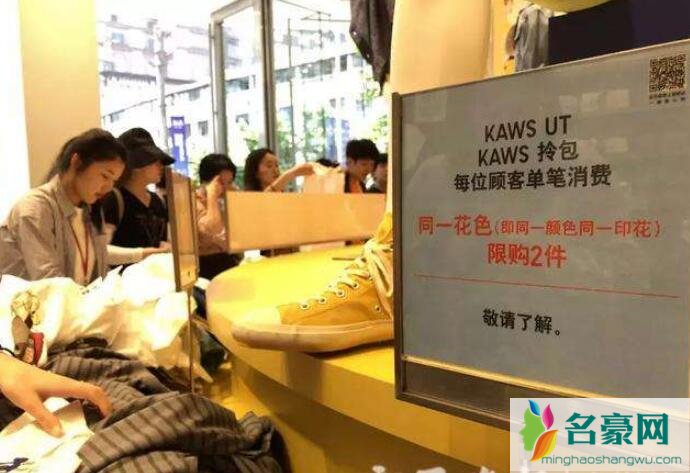 KAWS UT
KAWS 拎包
每位顾客单笔消费
同一花色(即同一颜色同一印花)
限购2件
敬请了解。
名豪网
minghaoshangwu.com